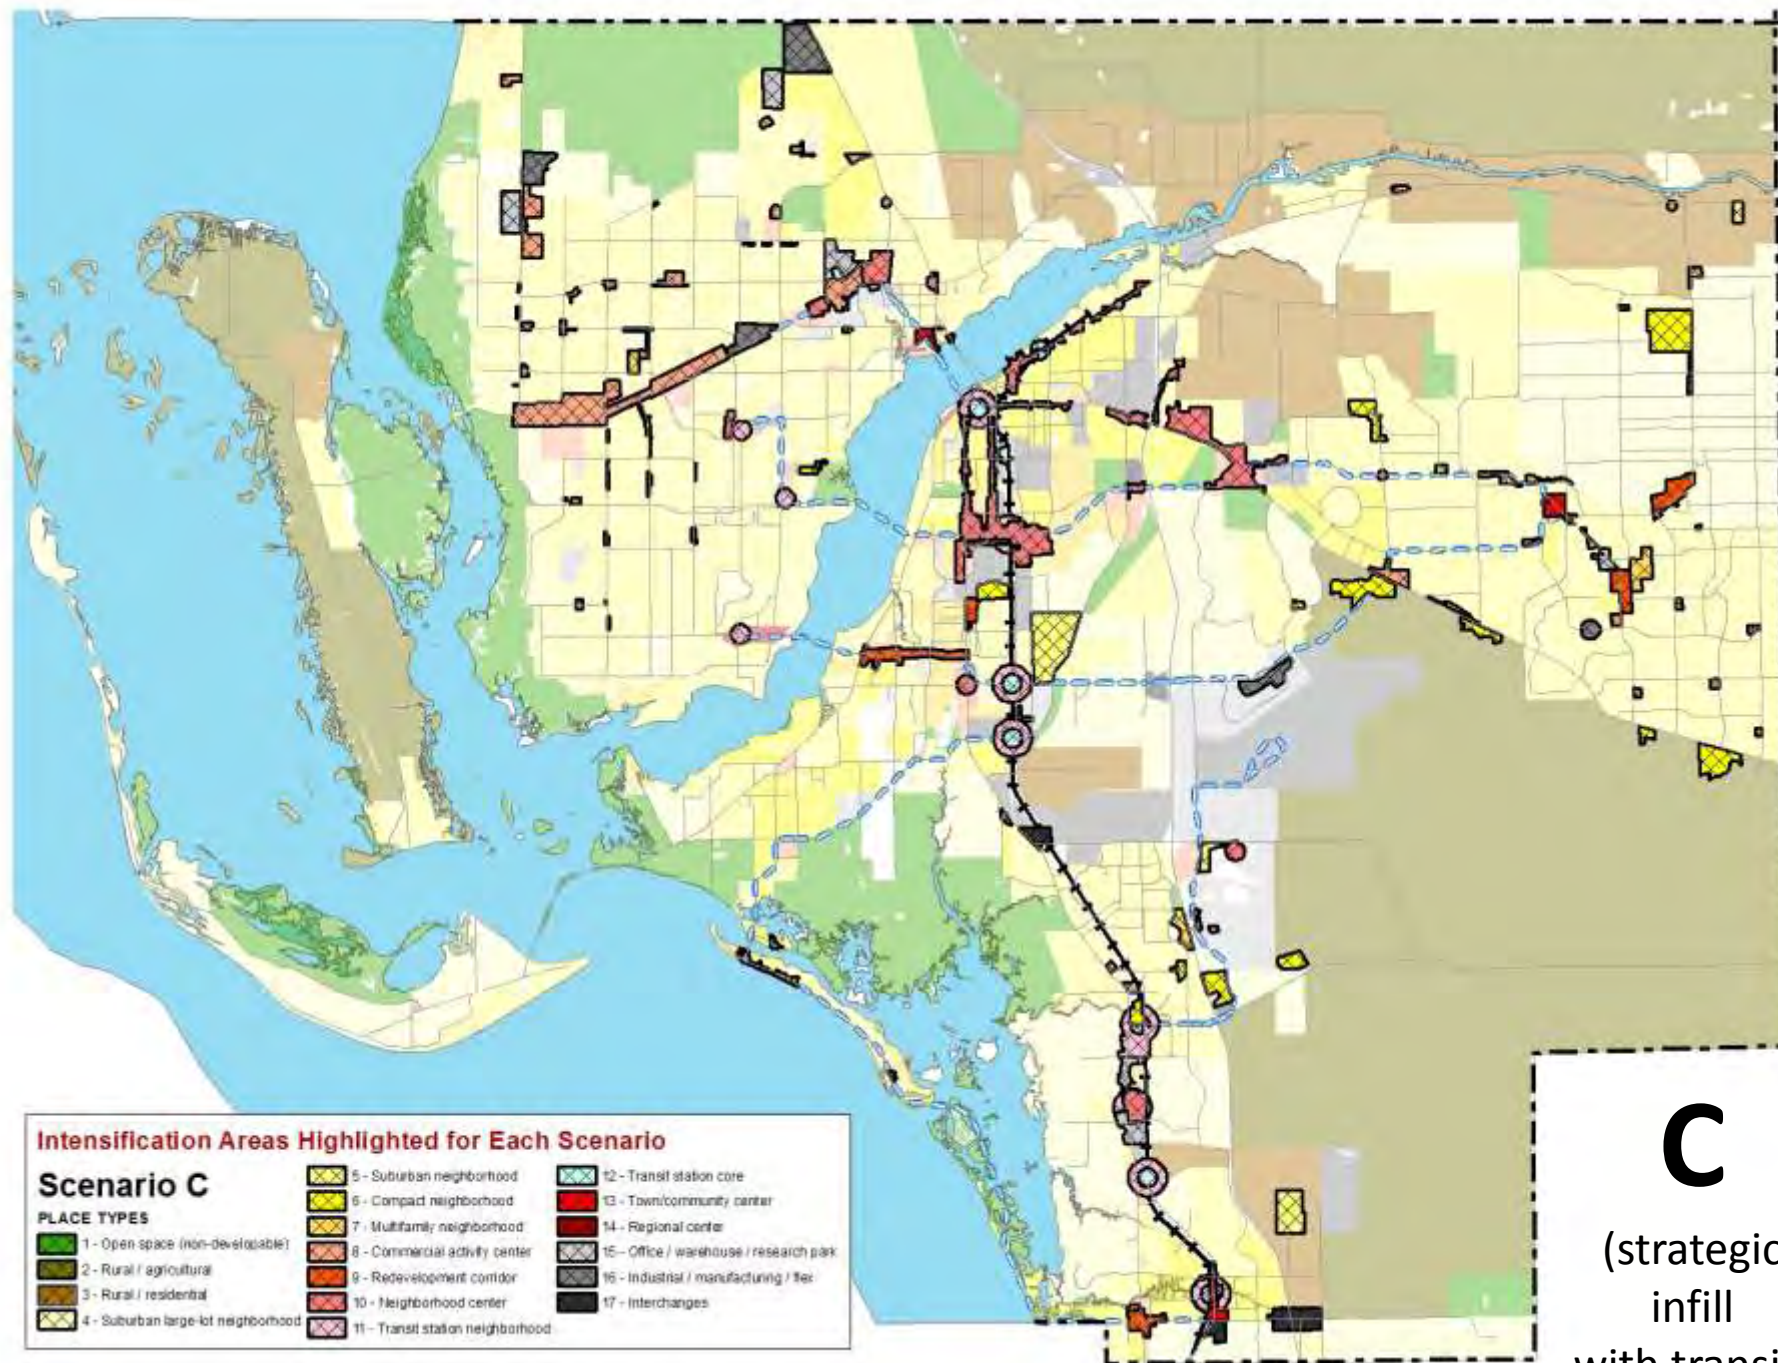 Intensification Areas Highlighted for Each Scenario
Scenario C
PLACE TYPES
1 - Open space (non-developable)
2 - Rural / agricultural
3 - Rural / residential
4 - Suburban large-lot neighborhood
5 - Suburban neighborhood
6 - Compact neighborhood
7 - Multifamily neighborhood
8 - Commercial activity center
9 - Redevelopment corridor
10 - Neighborhood center
11 - Transit station neighborhood
12 - Transit station core
13 - Town/community center
14 - Regional center
15 - Office / warehouse / research park
16 - Industrial / manufacturing / flex
17 - Interchanges
C
(strategic
infill
with transi